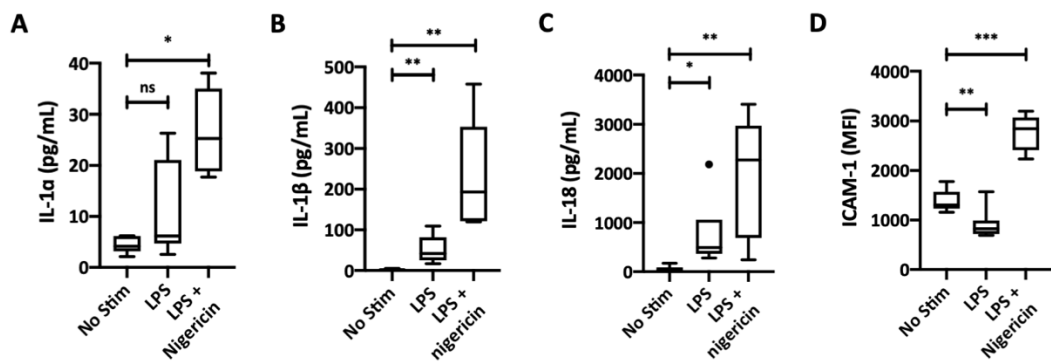 A
*
ns
IL-1α (pg/mL)
40
30
20
10
0
No Stim
LPS
LPS +
Nigericin
B
**
**
IL-1β (pg/mL)
500
400
300
200
100
0
No Stim
LPS
LPS +
nigericin
C
**
*
IL-18 (pg/mL)
4000
3000
2000
1000
0
No Stim
LPS
LPS +
nigericin
D
***
**
ICAM-1 (MFI)
4000
3000
2000
1000
0
No Stim
LPS
LPS +
Nigericin